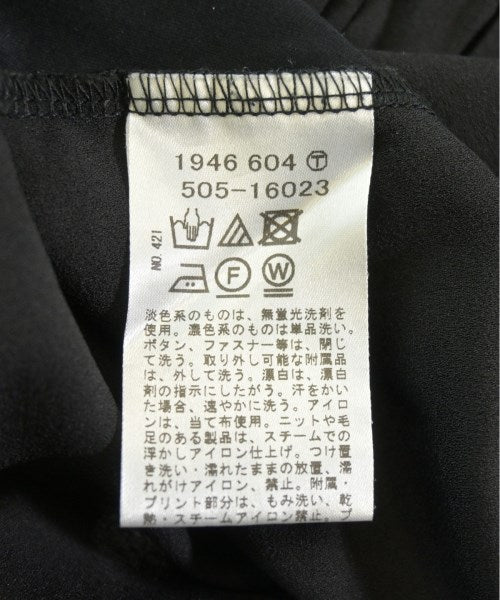 1946 604 Ⓣ
505-16023
NO.421
F W
淡色系のものは、無蛍光洗剤を
使用。濃色系のものは単品洗い。
ボタン、ファスナー等は、閉じ
て洗う。取り外し可能な附属品
は、外して洗う。漂白は、漂白
剤の指示にしたがう。汗をかい
た場合、速やかに洗う。アイロ
ンは、当て布使用。ニットや毛
足のある製品は、スチームでの
浮かしアイロン仕上げ。つけ置
き洗い・濡れたままの放置、濡
れがけアイロン、禁止。附属・
プリント部分は、もみ洗い、乾
熱・スチームアイロン禁止。プ